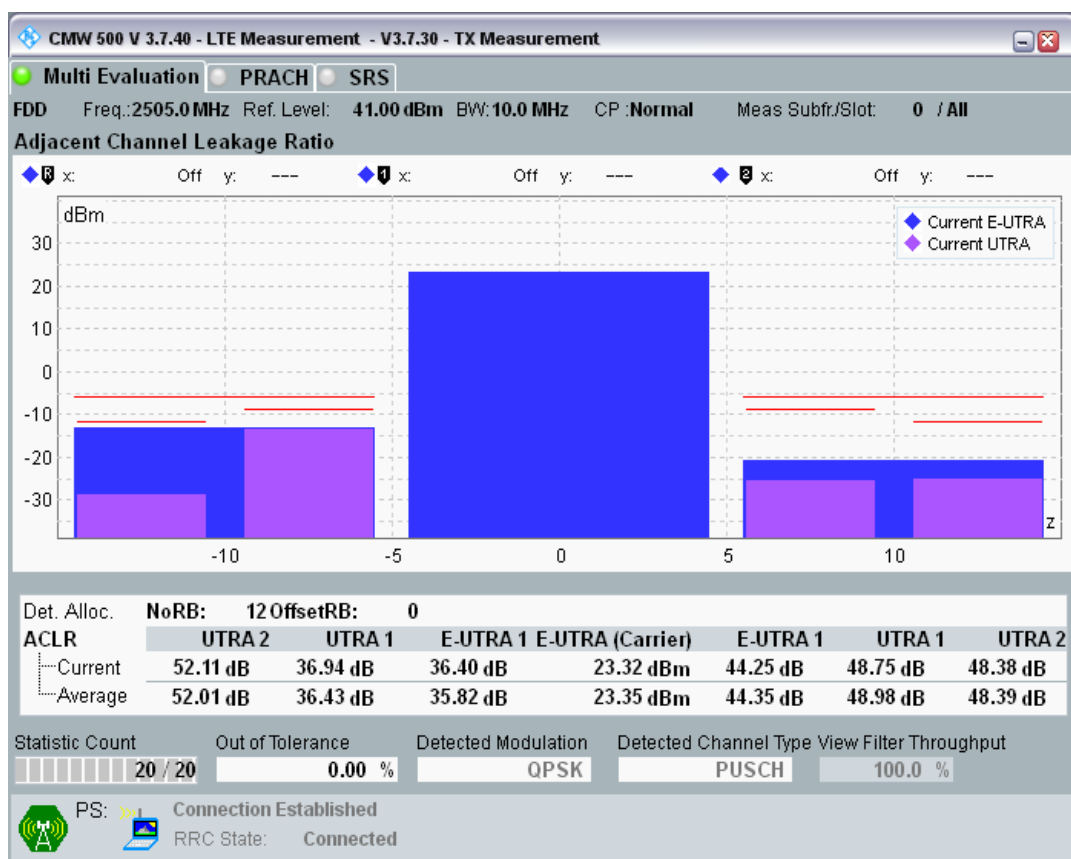 CMW 500 V 3.7.40 - LTE Measurement - V3.7.30 - TX Measurement
Multi Evaluation PRACH SRS
FDD Freq.:2505.0 MHz Ref. Level: 41.00 dBm BW: 10.0 MHz CP :Normal Meas Subfr./Slot: 0 / All
Adjacent Channel Leakage Ratio
R x: Off y: --- 1 x: Off y: --- 2 x: Off y: ---
dBm
Current E-UTRA
Current UTRA
30
20
10
0
-10
-20
-30
z
-10 -5 0 5 10
Det. Alloc. NoRB: 12 OffsetRB: 0
ACLR UTRA 2 UTRA 1 E-UTRA 1 E-UTRA (Carrier) E-UTRA 1 UTRA 1 UTRA 2
Current 52.11 dB 36.94 dB 36.40 dB 23.32 dBm 44.25 dB 48.75 dB 48.38 dB
Average 52.01 dB 36.43 dB 35.82 dB 23.35 dBm 44.35 dB 48.98 dB 48.39 dB
Statistic Count Out of Tolerance Detected Modulation Detected Channel Type View Filter Throughput
20 / 20 0.00 % QPSK PUSCH 100.0 %
PS: Connection Established
RRC State: Connected